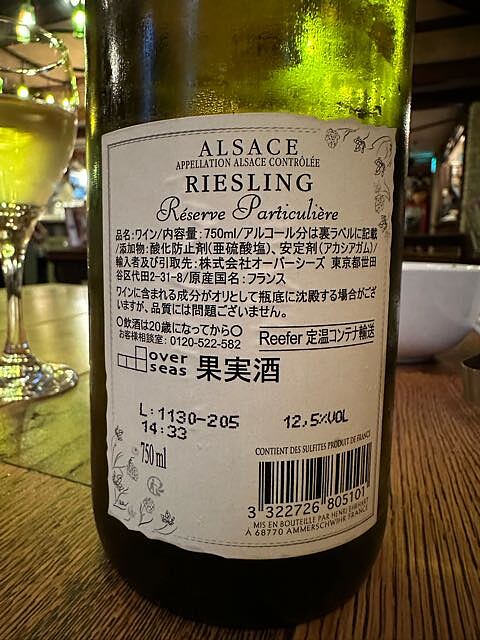 ALSACE
APPELLATION ALSACE CONTRÔLÉE
RIESLING
Réserve Particulière
品名:ワイン/内容量:750ml/アルコール分は裏ラベルに記載
/添加物:酸化防止剤(亜硫酸塩)、安定剤(アカシアガム)/
輸入者及び引取先:株式会社オーバーシーズ 東京都世田
谷区代田2-31-8/原産国名:フランス
ワインに含まれる成分がオリとして瓶底に沈殿する場合がござ
いますが、品質には問題ございません。
○飲酒は20歳になってから○
お客様相談室:0120-522-582
Reefer 定温コンテナ輸送
over
seas 果実酒
L:1130-205
14:33
12,5%VOL
750 ml
CONTIENT DES SULFITES PRODUIT DE FRANCE
3 322726 805101
MIS EN BOUTEILLE PAR HENRI EHRHART
À 68770 AMMERSCHWIHR FRANCE